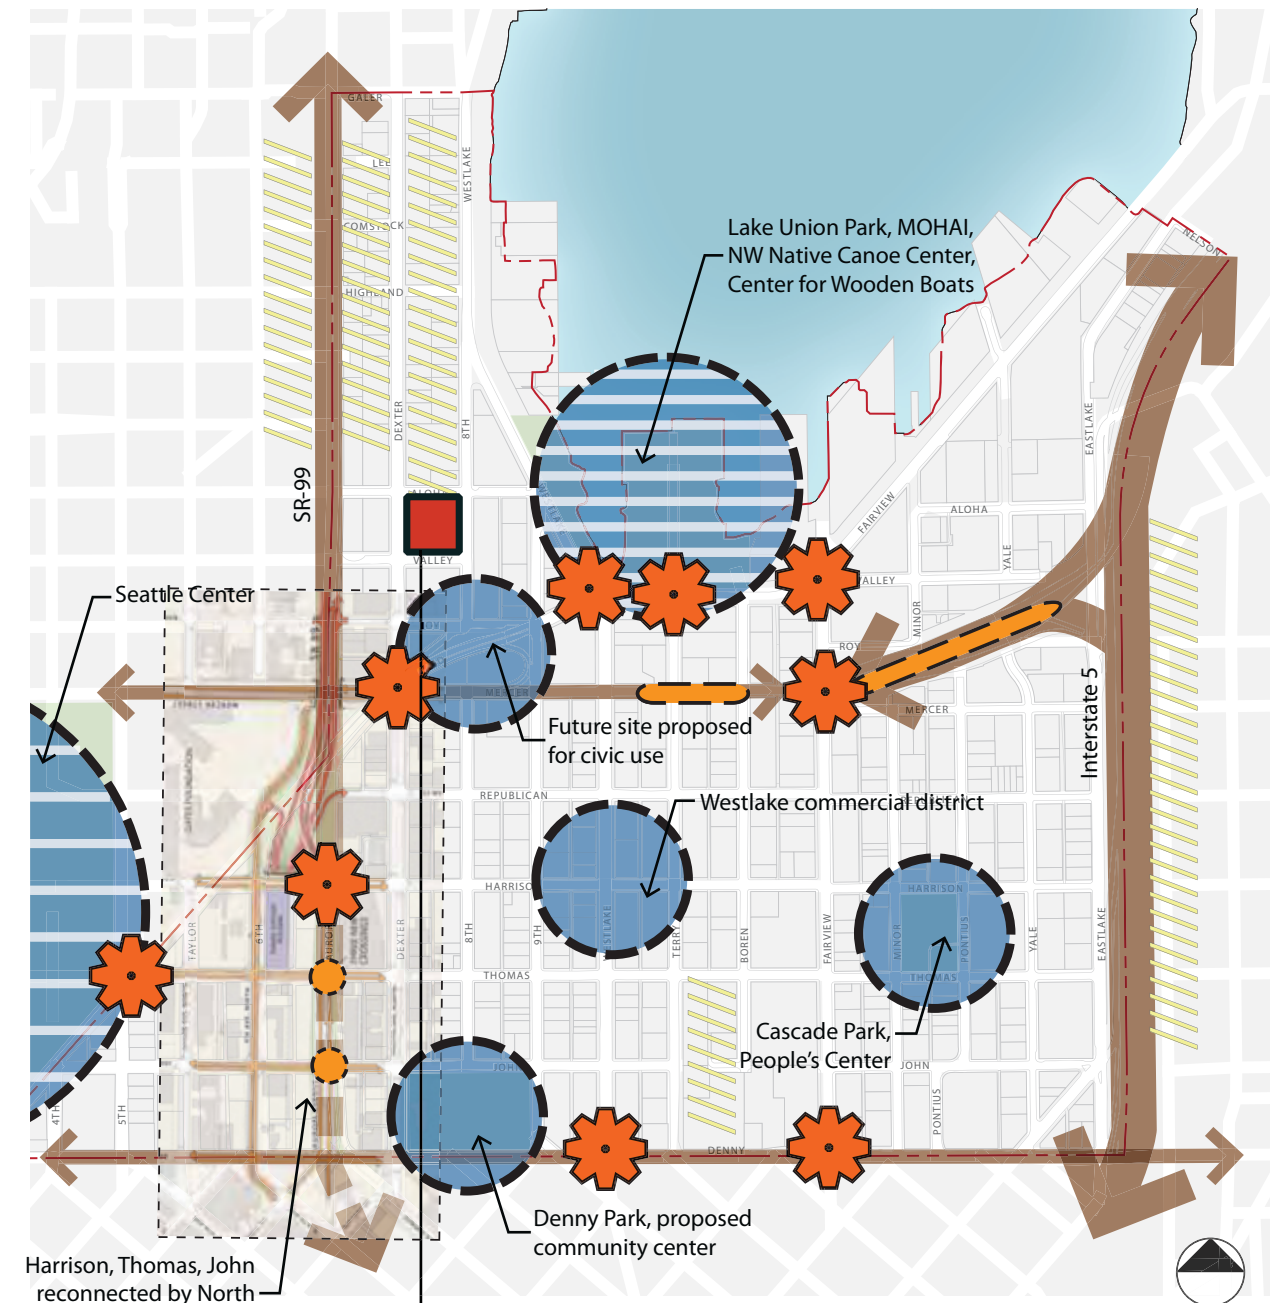 GALER
LEE
WESTLAKE
COMSTOCK
HIGHLAND
NELSON
Lake Union Park, MOHAI,
NW Native Canoe Center,
Center for Wooden Boats
DEXTER
8TH
EASTLAKE
SR-99
ALOHA
WESTLAKE
FAIRVIEW
ALOHA
VALLEY
VALLEY
YALE
Seattle Center
MINOR
ROY
ROY
MERCER
MERCER
Interstate 5
Future site proposed
for civic use
REPUBLICAN
Westlake commercial district
HARRISON
HARRISON
TAYLOR
6TH
AURORA
DEXTER
8TH
9TH
WESTLAKE
TERRY
BOREN
FAIRVIEW
MINOR
PONTIUS
YALE
EASTLAKE
THOMAS
THOMAS
Cascade Park,
People's Center
JOHN
JOHN
4TH
5TH
PONTIUS
DENNY
Denny Park, proposed
community center
Harrison, Thomas, John
reconnected by North